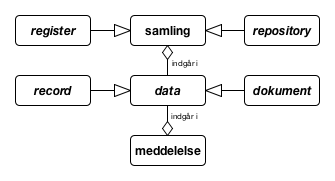 register
samling
repository
indgår i
record
data
dokument
indgår i
meddelelse